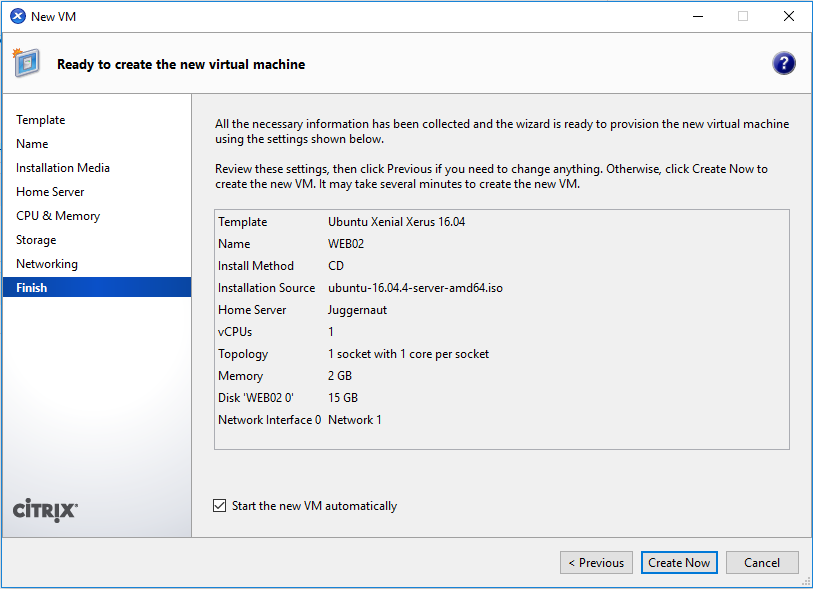 New VM
Ready to create the new virtual machine
?
Template
Name
Installation Media
Home Server
CPU & Memory
Storage
Networking
Finish
CITRIX
All the necessary information has been collected and the wizard is ready to provision the new virtual machine
using the settings shown below.
Review these settings, then click Previous if you need to change anything. Otherwise, click Create Now to
create the new VM. It may take several minutes to create the new VM.
Template Ubuntu Xenial Xerus 16.04
Name WEB02
Install Method CD
Installation Source ubuntu-16.04.4-server-amd64.iso
Home Server Juggernaut
vCPUs 1
Topology 1 socket with 1 core per socket
Memory 2 GB
Disk 'WEB02 0' 15 GB
Network Interface 0 Network 1
Start the new VM automatically
< Previous Create Now Cancel